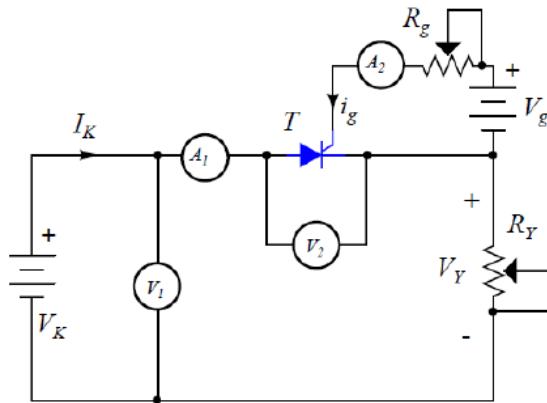 R_g
A_2
+
i_g
V_g
I_K
T
A_1
+
+
R_Y
V_2
V_1
V_Y
V_K
-